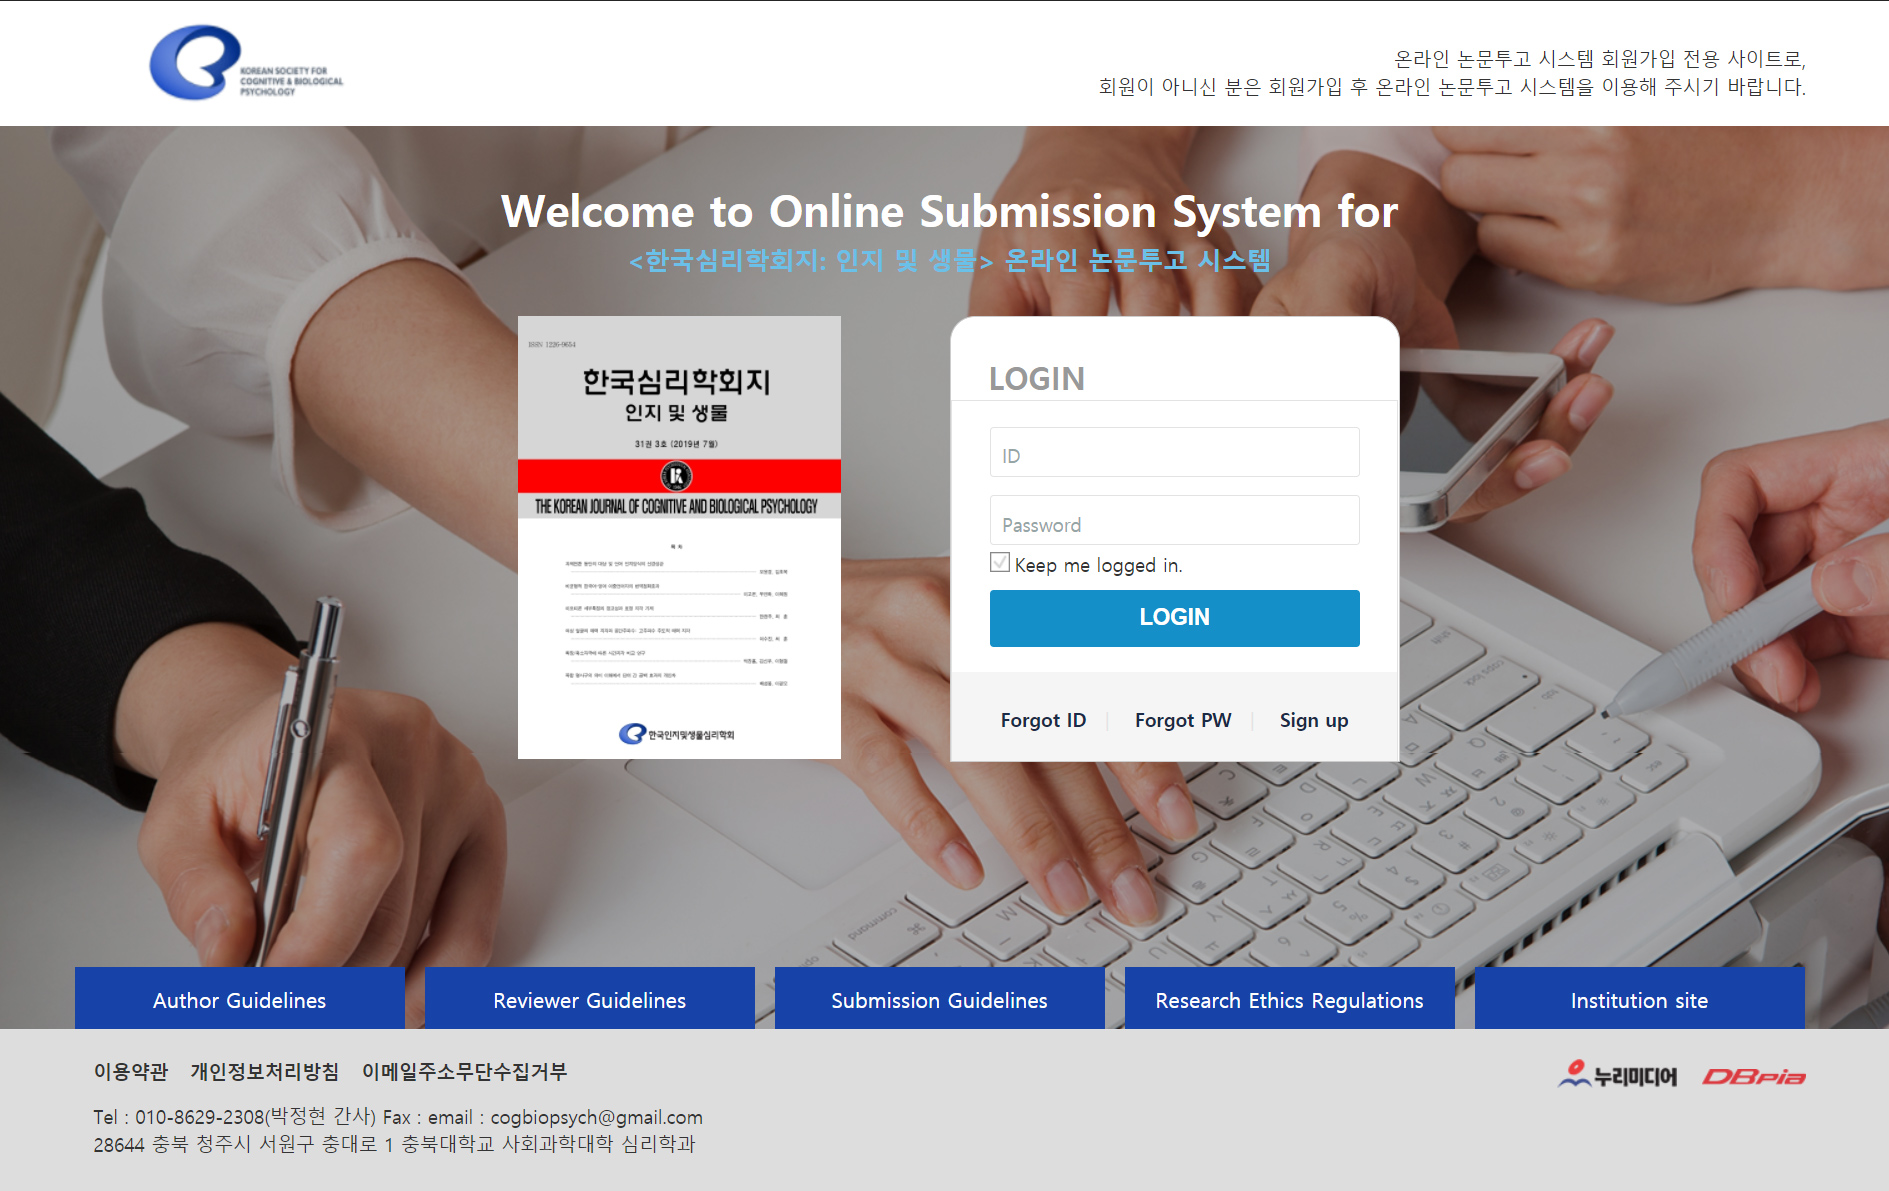 KOREAN SOCIETY FOR
COGNITIVE & BIOLOGICAL
PSYCHOLOGY
온라인 논문투고 시스템 회원가입 전용 사이트로,
회원이 아니신 분은 회원가입 후 온라인 논문투고 시스템을 이용해 주시기 바랍니다.
Welcome to Online Submission System for
<한국심리학회지: 인지 및 생물> 온라인 논문투고 시스템
ISSN 1226-9654
한국심리학회지
인지 및 생물
31권 3호 (2019년 7월)
THE KOREAN JOURNAL OF COGNITIVE AND BIOLOGICAL PSYCHOLOGY
목 차
한국인지및생물심리학회
LOGIN
ID
Password
Keep me logged in.
LOGIN
Forgot ID
Forgot PW
Sign up
command
Author Guidelines
Reviewer Guidelines
Submission Guidelines
Research Ethics Regulations
Institution site
이용약관 개인정보처리방침 이메일주소무단수집거부
누리미디어 DBpia
Tel : 010-8629-2308(박정현 간사) Fax : email : cogbiopsych@gmail.com
28644 충북 청주시 서원구 충대로 1 충북대학교 사회과학대학 심리학과